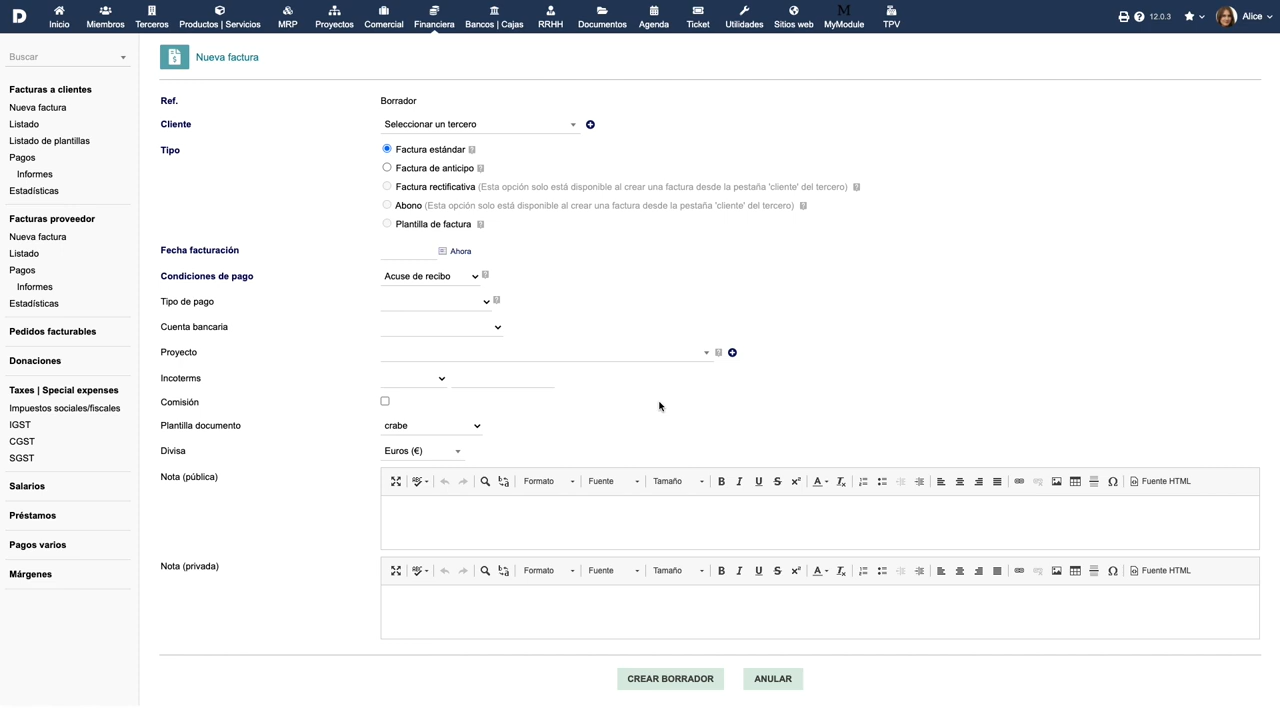 D
Inicio
Miembros
Terceros
Productos | Servicios
MRP
Proyectos
Comercial
Financiera
Bancos | Cajas
RRHH
Documentos
Agenda
Ticket
Utilidades
Sitios web
M
MyModule
TPV
12.0.3
Alice
Buscar
Facturas a clientes
Nueva factura
Listado
Listado de plantillas
Pagos
Informes
Estadísticas
Facturas proveedor
Nueva factura
Listado
Pagos
Informes
Estadísticas
Pedidos facturables
Donaciones
Taxes | Special expenses
Impuestos sociales/fiscales
IGST
CGST
SGST
Salarios
Préstamos
Pagos varios
Márgenes
Nueva factura
Ref. Borrador
Cliente Seleccionar un tercero
Tipo Factura estándar
Factura de anticipo
Factura rectificativa (Esta opción solo está disponible al crear una factura desde la pestaña 'cliente' del tercero)
Abono (Esta opción solo está disponible al crear una factura desde la pestaña 'cliente' del tercero)
Plantilla de factura
Fecha facturación Ahora
Condiciones de pago Acuse de recibo
Tipo de pago
Cuenta bancaria
Proyecto
Incoterms
Comisión
Plantilla documento crabe
Divisa Euros (€)
Nota (pública) Formato Fuente Tamaño B I U S Fuente HTML
Nota (privada) Formato Fuente Tamaño B I U S Fuente HTML
CREAR BORRADOR ANULAR